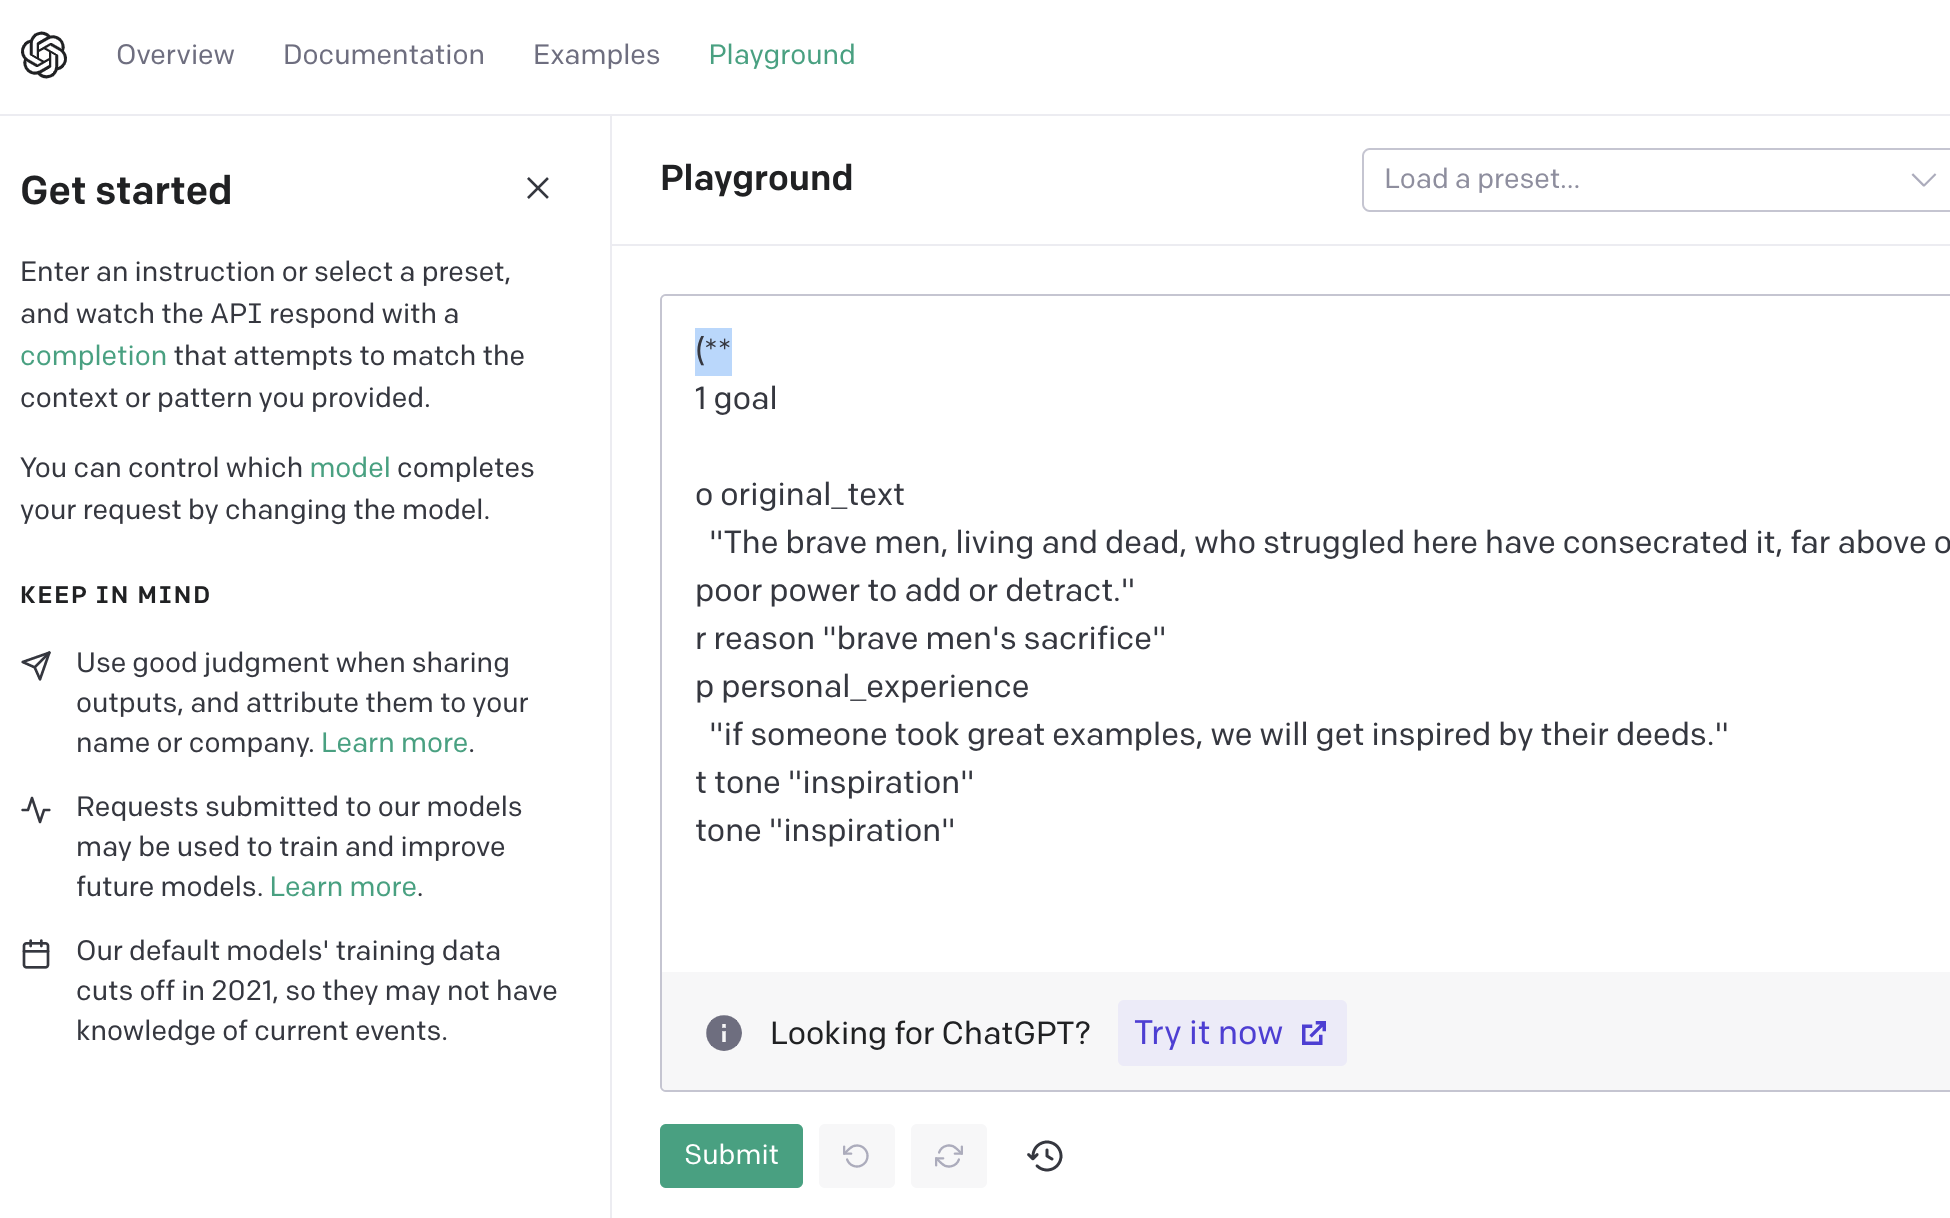 Overview Documentation Examples Playground
Get started
Enter an instruction or select a preset,
and watch the API respond with a
completion that attempts to match the
context or pattern you provided.
You can control which model completes
your request by changing the model.
KEEP IN MIND
Use good judgment when sharing
outputs, and attribute them to your
name or company. Learn more.
Requests submitted to our models
may be used to train and improve
future models. Learn more.
Our default models' training data
cuts off in 2021, so they may not have
knowledge of current events.
Playground
Load a preset...
(**
1 goal
o original_text
"The brave men, living and dead, who struggled here have consecrated it, far above
poor power to add or detract."
r reason "brave men's sacrifice"
p personal_experience
"if someone took great examples, we will get inspired by their deeds."
t tone "inspiration"
tone "inspiration"
Looking for ChatGPT? Try it now
Submit